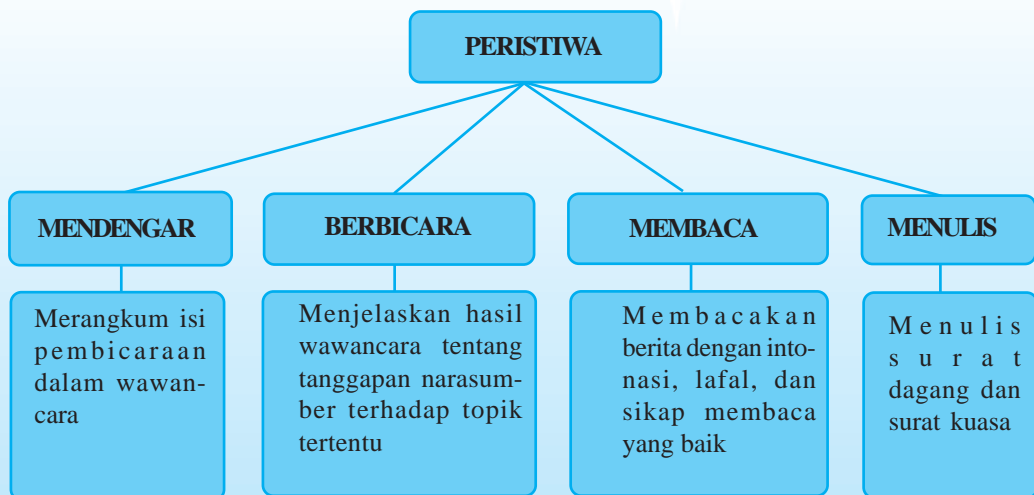 PERISTIWA
MENDENGAR
BERBICARA
MEMBACA
MENULIS
Merangkum isi
pembicaraan
dalam wawan-
cara
Menjelaskan hasil
wawancara tentang
tanggapan narasum-
ber terhadap topik
tertentu
Membacakan
berita dengan into-
nasi, lafal, dan
sikap membaca
yang baik
Menulis
surat
dagang dan
surat kuasa